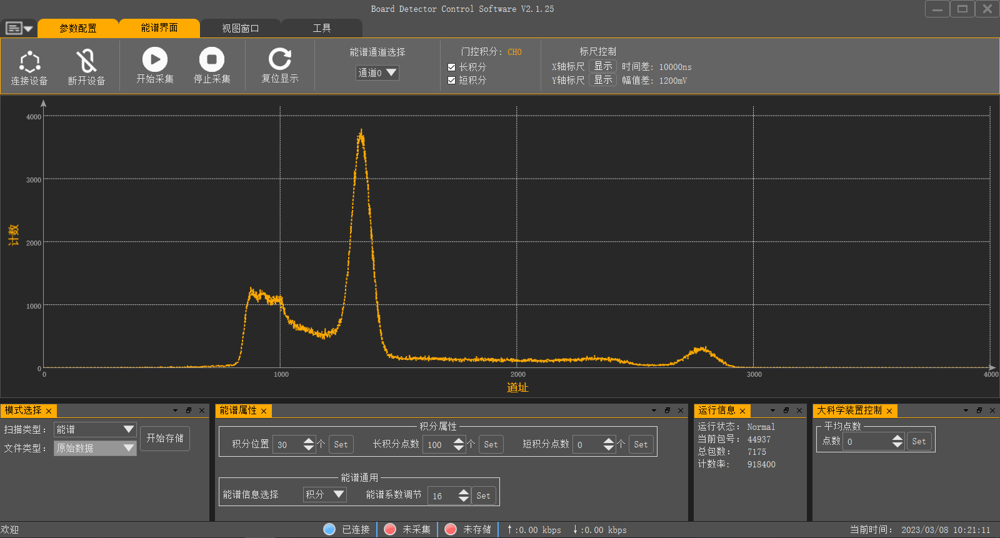 Board Detector Control Software V2.1.25
参数配置 能谱界面 视图窗口 工具
连接设备 断开设备 开始采集 停止采集 复位显示
能谱通道选择
通道0
门控积分: CH0
长积分
短积分
标尺控制
X轴标尺 显示 时间差: 10000ns
Y轴标尺 显示 幅值差: 1200mV
4000
3000
2000
1000
0
计数
0 1000 2000 3000 4000
道址
模式选择
扫描类型: 能谱
文件类型: 原始数据
开始存储
能谱属性
积分属性
积分位置 30 个 Set 长积分点数 100 个 Set 短积分点数 0 个 Set
能谱通用
能谱信息选择 积分 能谱系数调节 16 Set
运行信息
运行状态: Normal
当前包号: 44937
总包数: 7175
计数率: 918400
大科学装置控制
平均点数
点数 0 Set
欢迎 已连接 未采集 未存储 ↑:0.00 kbps ↓:0.00 kbps 当前时间: 2023/03/08 10:21:11